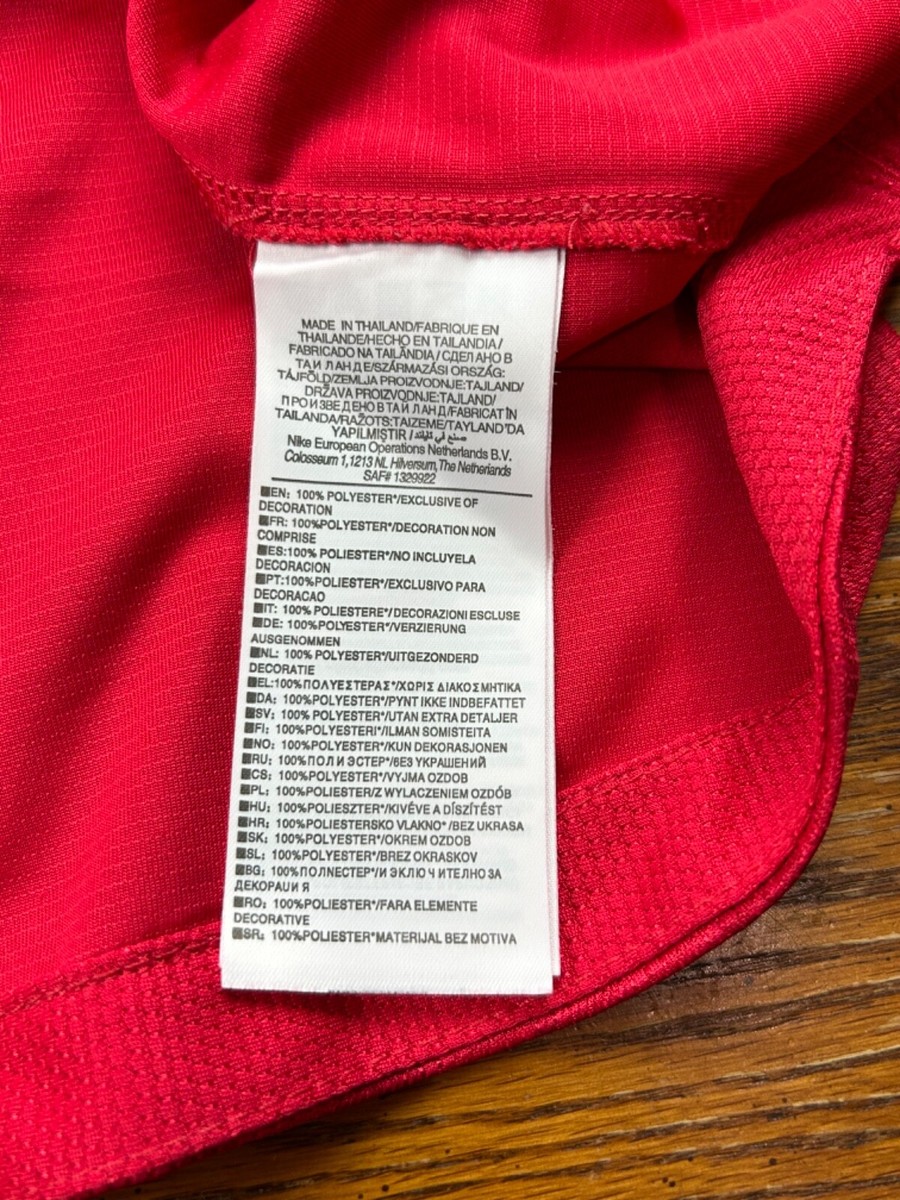 MADE IN THAILAND/FABRIQUE EN
THAILANDE/HECHO EN TAILANDIA/
FABRICADO NA TAILÂNDIA/СДЕЛАНО В
ТАИЛАНДЕ/SZÁRMAZÁSI ORSZÁG:
TÁJFÖLD/ZEMLJA PROIZVODNJE:TAJLAND/
DRŽAVA PROIZVODNJE:TAJLAND/
ПРОИЗВЕДЕНО В ТАЙЛАНД/FABRICAT ÎN
TAILANDA/RAŽOTS:TAIZEME/TAYLAND'DA
YAPILMIŞTIR / صنع في تايلاند
Nike European Operations Netherlands B.V.
Colosseum 1,1213 NL Hilversum,The Netherlands
SAF# 1329922
EN: 100% POLYESTER*/EXCLUSIVE OF
DECORATION
FR: 100%POLYESTER*/DECORATION NON
COMPRISE
ES:100% POLIESTER*/NO INCLUYELA
DECORACION
PT:100%POLIESTER*/EXCLUSIVO PARA
DECORACAO
IT: 100% POLIESTERE*/DECORAZIONI ESCLUSE
DE: 100%POLYESTER*/VERZIERUNG
AUSGENOMMEN
NL: 100% POLYESTER*/UITGEZONDERD
DECORATIE
EL:100%ΠΟΛΥΕΣΤΕΡΑΣ*/ΧΩΡΙΣ ΔΙΑΚΟΣΜΗΤΙΚΑ
DA: 100%POLYESTER*/PYNT IKKE INDBEFATTET
SV: 100% POLYESTER*/UTAN EXTRA DETALJER
FI: 100%POLYESTERI*/ILMAN SOMISTEITA
NO: 100%POLYESTER*/KUN DEKORASJONEN
RU: 100%ПОЛИЭСТЕР*/БЕЗ УКРАШЕНИЙ
CS: 100%POLYESTER*/VYJMA OZDOB
PL: 100%POLIESTER/Z WYLACZENIEM OZDÓB
HU: 100%POLIESZTER*/KIVÉVE A DÍSZÍTÉST
HR: 100%POLIESTERSKO VLAKNO* /BEZ UKRASA
SK: 100%POLYESTER*/OKREM OZDOB
SL: 100%POLYESTER*/BREZ OKRASKOV
BG: 100%ПОЛNЕСТЕР*/И ЭКЛЮЧИТЕЛНО ЗА
ДЕКОРАЦИЯ
RO: 100%POLIESTER*/FARA ELEMENTE
DECORATIVE
SR: 100%POLIESTER*MATERIJAL BEZ MOTIVA